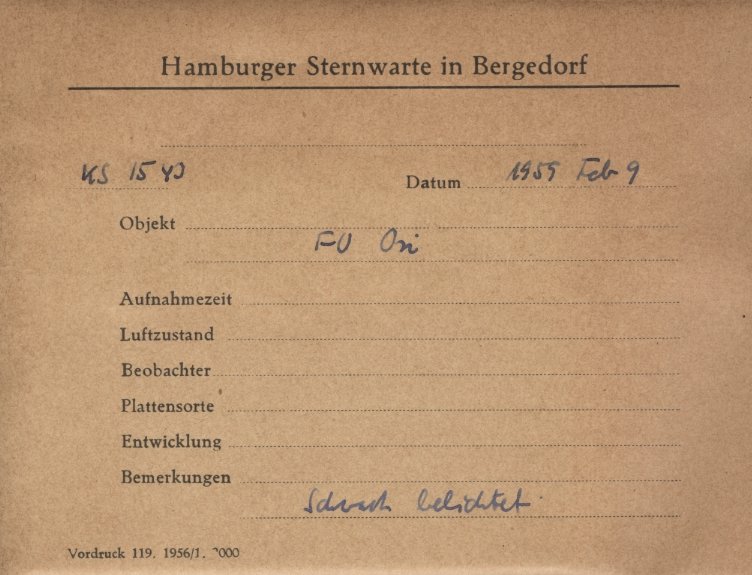 Hamburger Sternwarte in Bergedorf
KS 1543
Datum 1959 Feb 9
Objekt
FU Ori
Aufnahmezeit
Luftzustand
Beobachter
Plattensorte
Entwicklung
Bemerkungen
Schwach belichtet
Vordruck 119. 1956/1. 2000